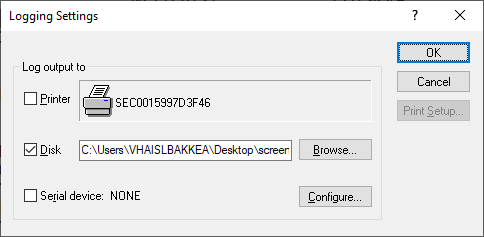 Logging Settings
?
OK
Log output to
Cancel
Printer
SEC0015997D3F46
Print Setup...
Disk
C:\Users\VHAISLBAKKEA\Desktop\screen
Browse...
Serial device: NONE
Configure...